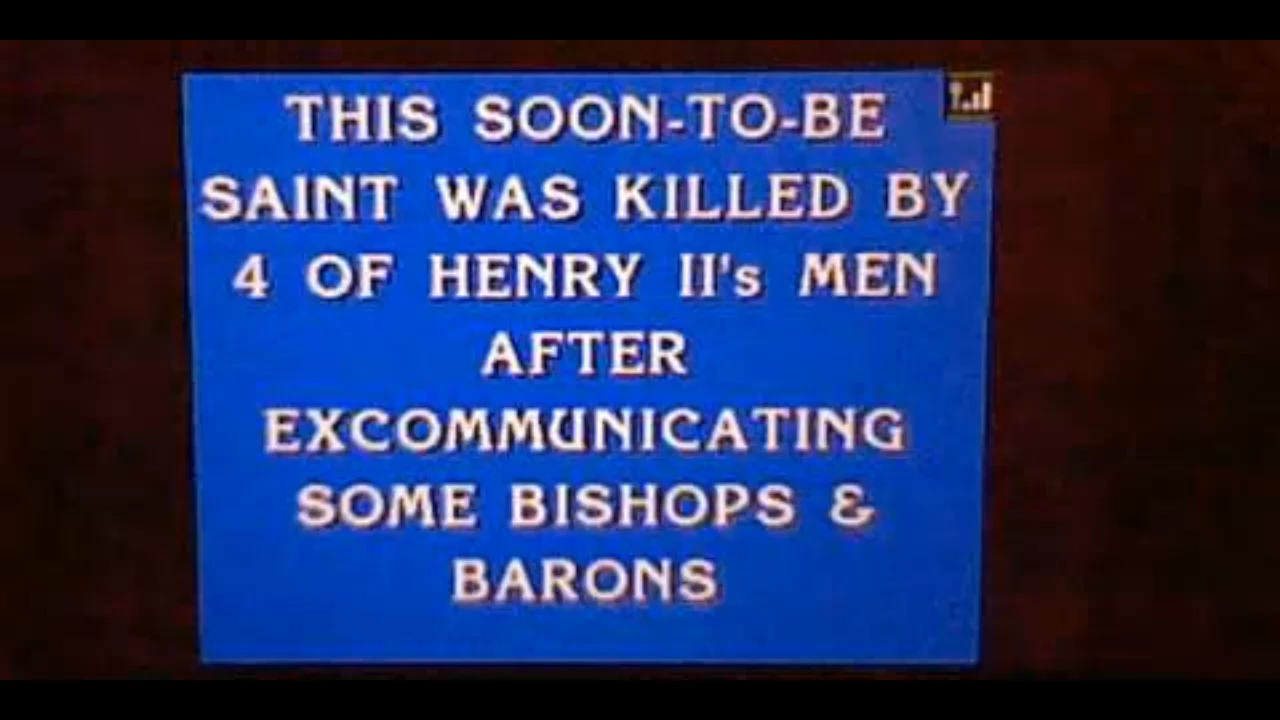 THIS SOON-TO-BE
SAINT WAS KILLED BY
4 OF HENRY II's MEN
AFTER
EXCOMMUNICATING
SOME BISHOPS &
BARONS